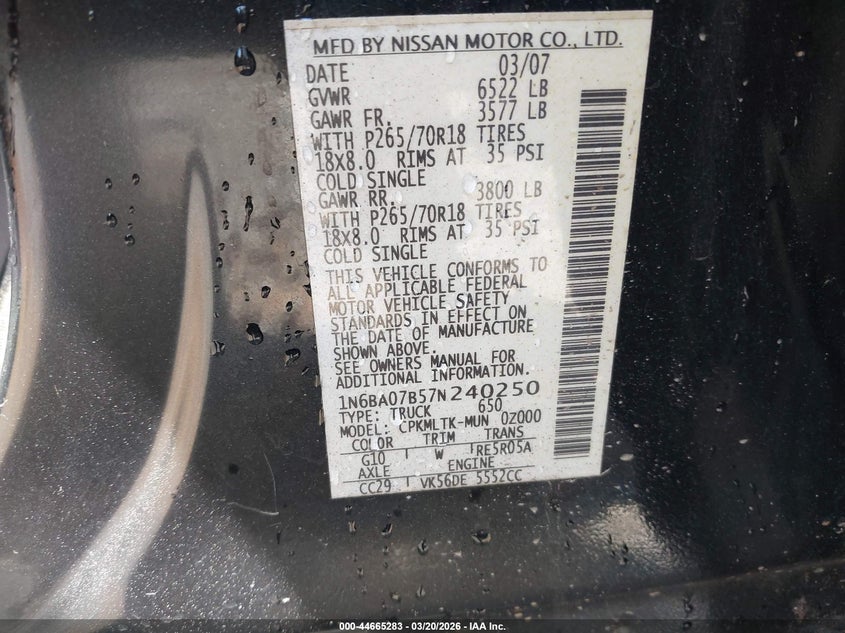 MFD BY NISSAN MOTOR CO., LTD.
DATE 03/07
GVWR 6522 LB
GAWR FR. 3577 LB
WITH P265/70R18 TIRES
18X8.0 RIMS AT 35 PSI
COLD SINGLE
GAWR RR. 3800 LB
WITH P265/70R18 TIRES
18X8.0 RIMS AT 35 PSI
COLD SINGLE
THIS VEHICLE CONFORMS TO
ALL APPLICABLE FEDERAL
MOTOR VEHICLE SAFETY
STANDARDS IN EFFECT ON
THE DATE OF MANUFACTURE
SHOWN ABOVE.
SEE OWNERS MANUAL FOR
ADDITIONAL INFORMATION.
1N6BA07B57N240250
TYPE: TRUCK 650
MODEL: CPKMLTK-MUN 0Z000
COLOR TRIM TRANS
G10 W RE5R05A
AXLE ENGINE
CC29 VK56DE 5552CC
000-44665283 - 03/20/2026 - IAA Inc.